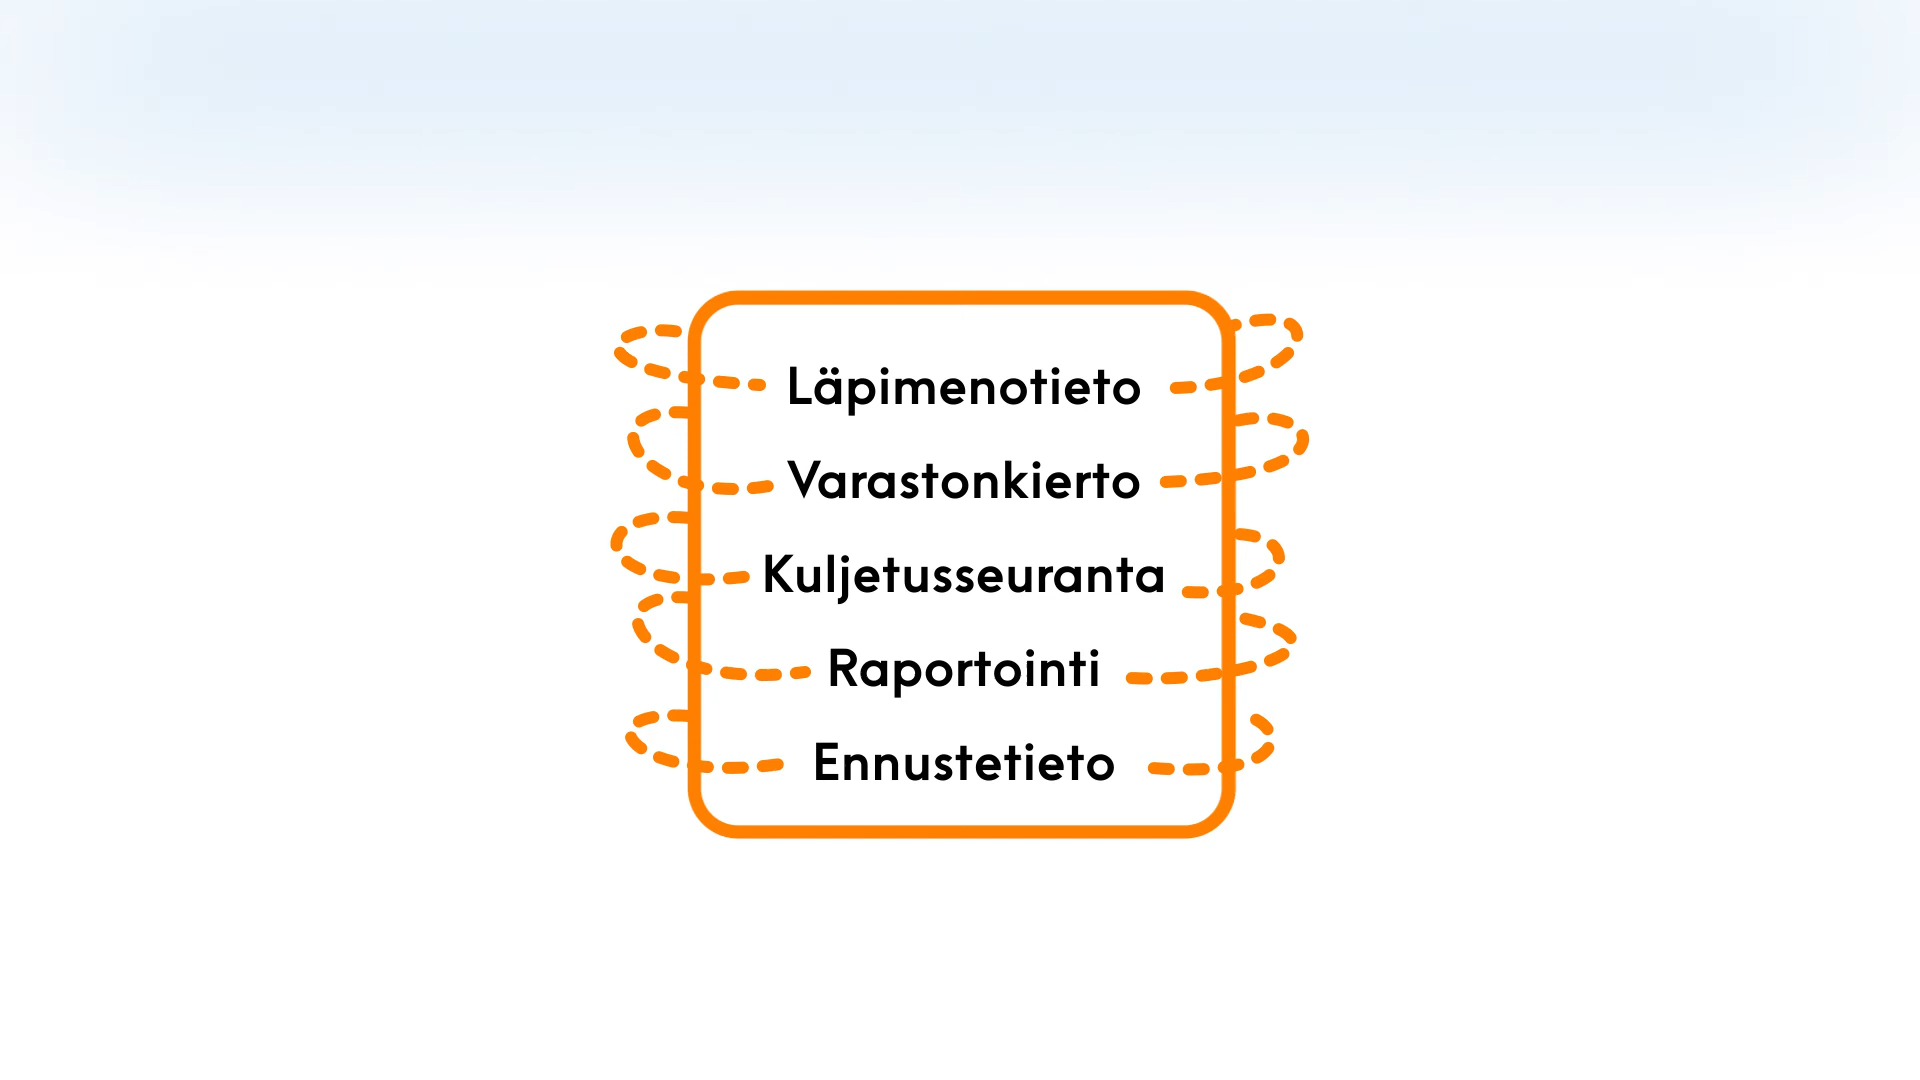 Läpimenotieto
Varastonkierto
Kuljetusseuranta
Raportointi
Ennustetieto